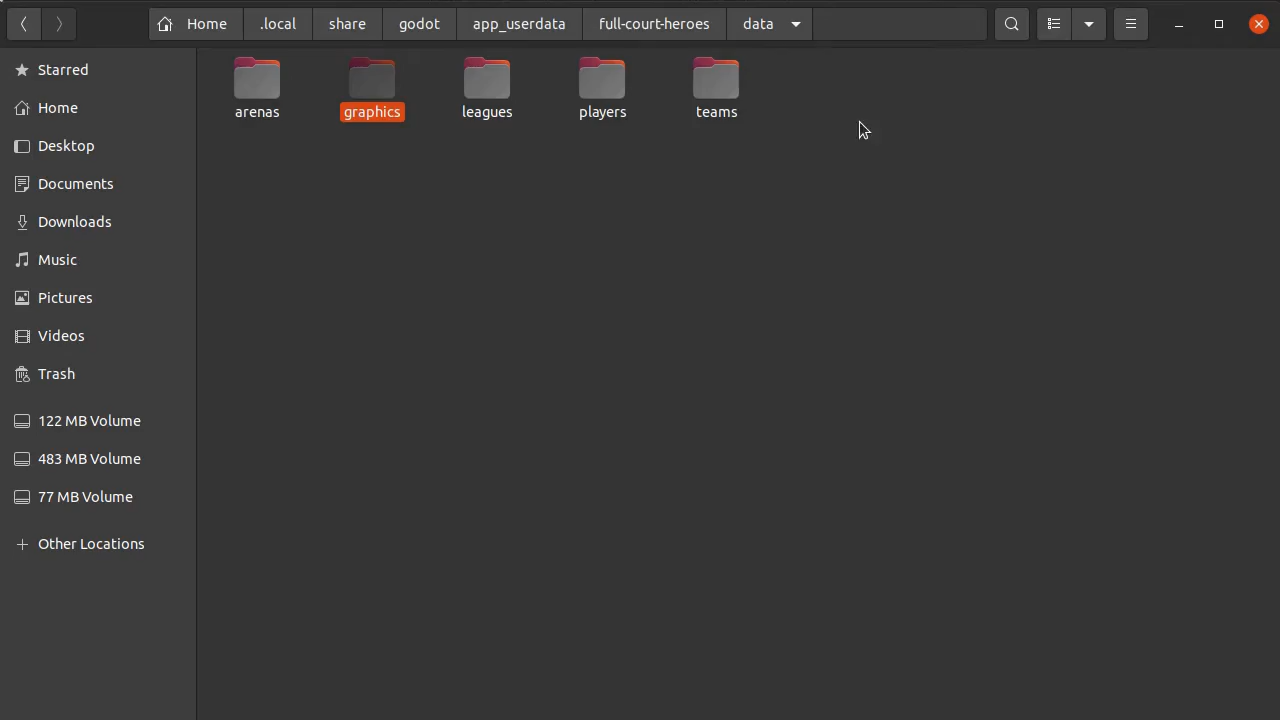 Home .local share godot app_userdata full-court-heroes data
Starred
Home
Desktop
Documents
Downloads
Music
Pictures
Videos
Trash
122 MB Volume
483 MB Volume
77 MB Volume
Other Locations
arenas graphics leagues players teams